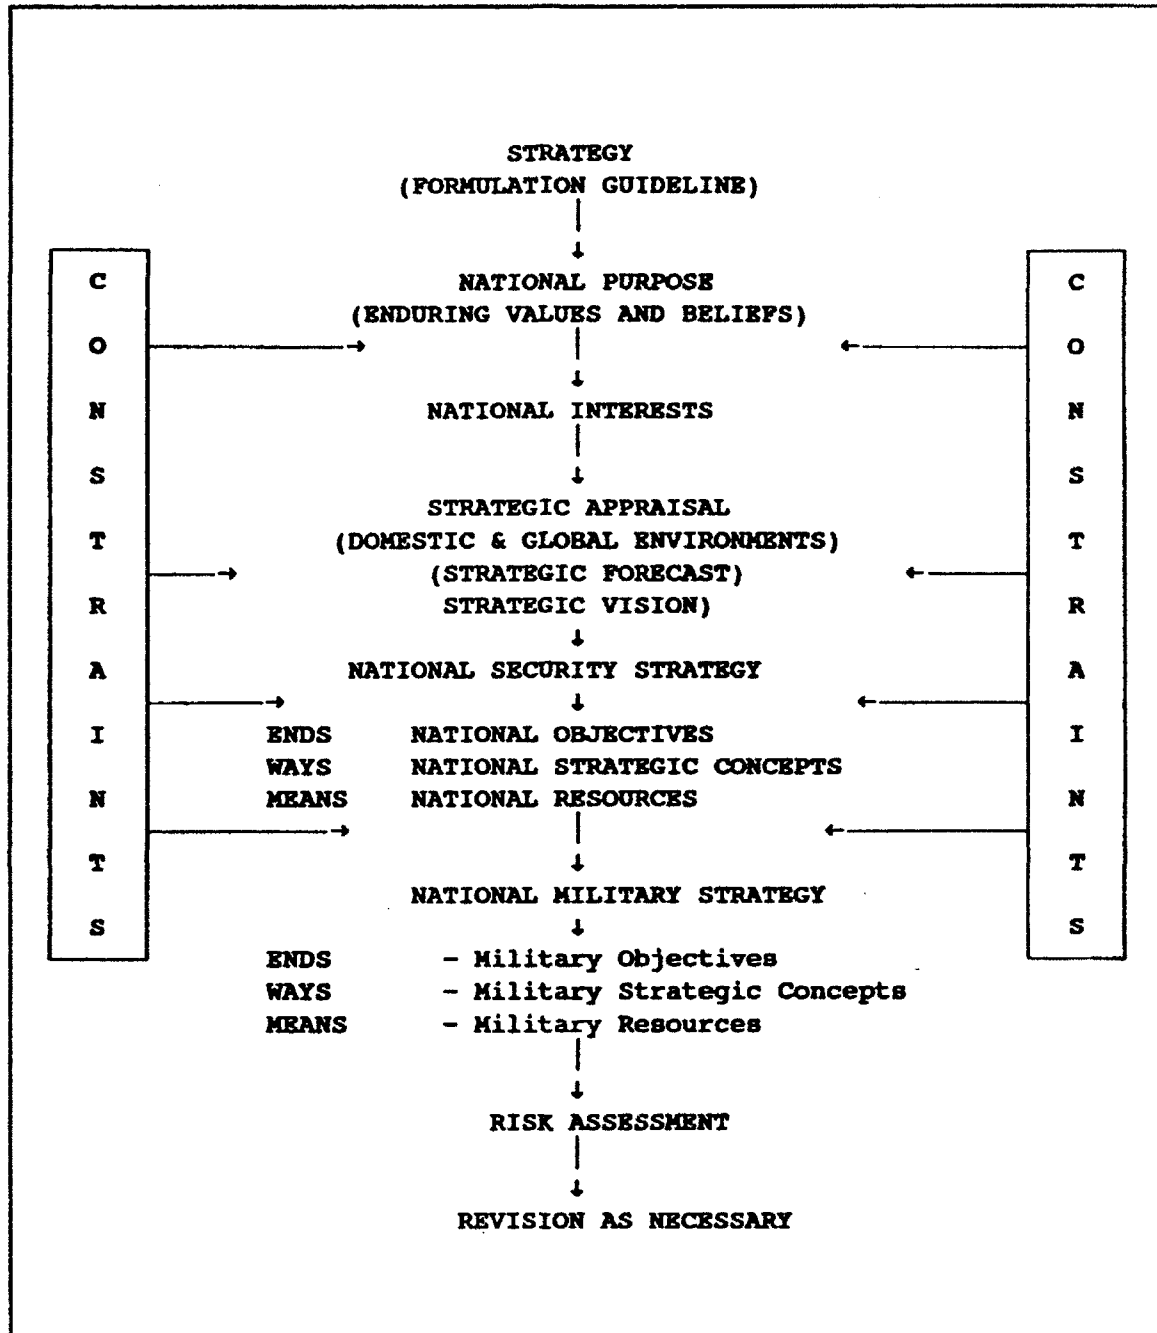 STRATEGY
(FORMULATION GUIDELINE)
NATIONAL PURPOSE
(ENDURING VALUES AND BELIEFS)
NATIONAL INTERESTS
STRATEGIC APPRAISAL
(DOMESTIC & GLOBAL ENVIRONMENTS)
(STRATEGIC FORECAST)
STRATEGIC VISION)
NATIONAL SECURITY STRATEGY
ENDS NATIONAL OBJECTIVES
WAYS NATIONAL STRATEGIC CONCEPTS
MEANS NATIONAL RESOURCES
NATIONAL MILITARY STRATEGY
ENDS - Military Objectives
WAYS - Military Strategic Concepts
MEANS - Military Resources
RISK ASSESSMENT
REVISION AS NECESSARY
CONSTRAINTS
CONSTRAINTS